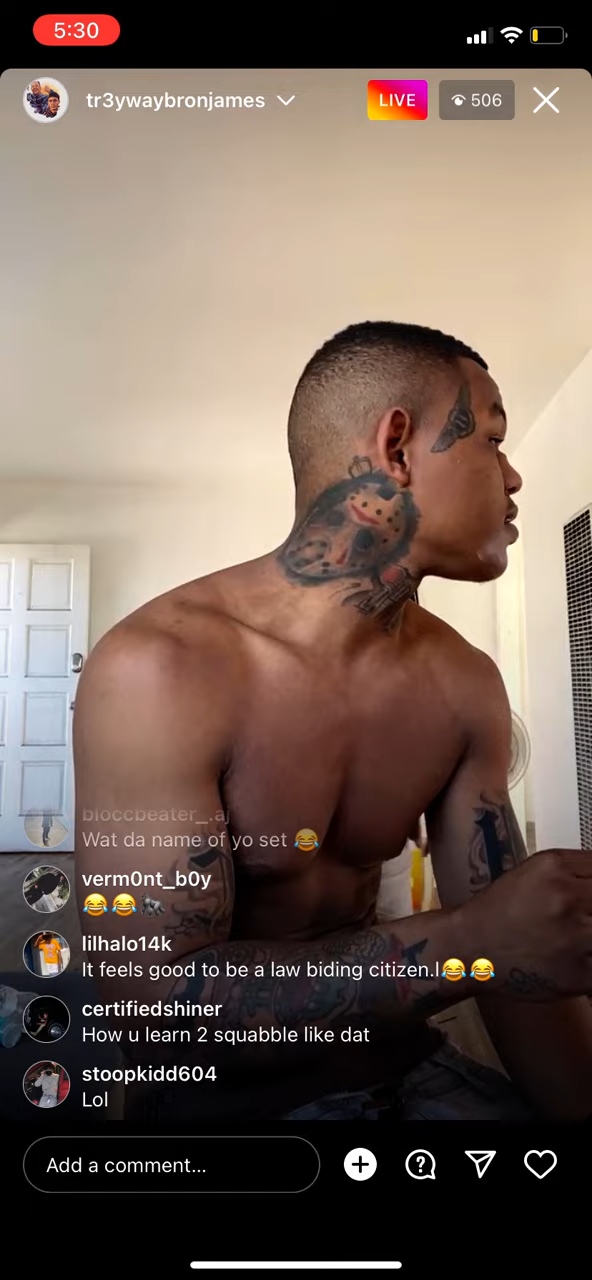 5:30
tr3ywaybronjames
LIVE
506
bloccbeater_.aj
Wat da name of yo set 😂
verm0nt_b0y
😂😂🦏
lilhalo14k
It feels good to be a law biding citizen.l😂😂
certifiedshiner
How u learn 2 squabble like dat
stoopkidd604
Lol
Add a comment...